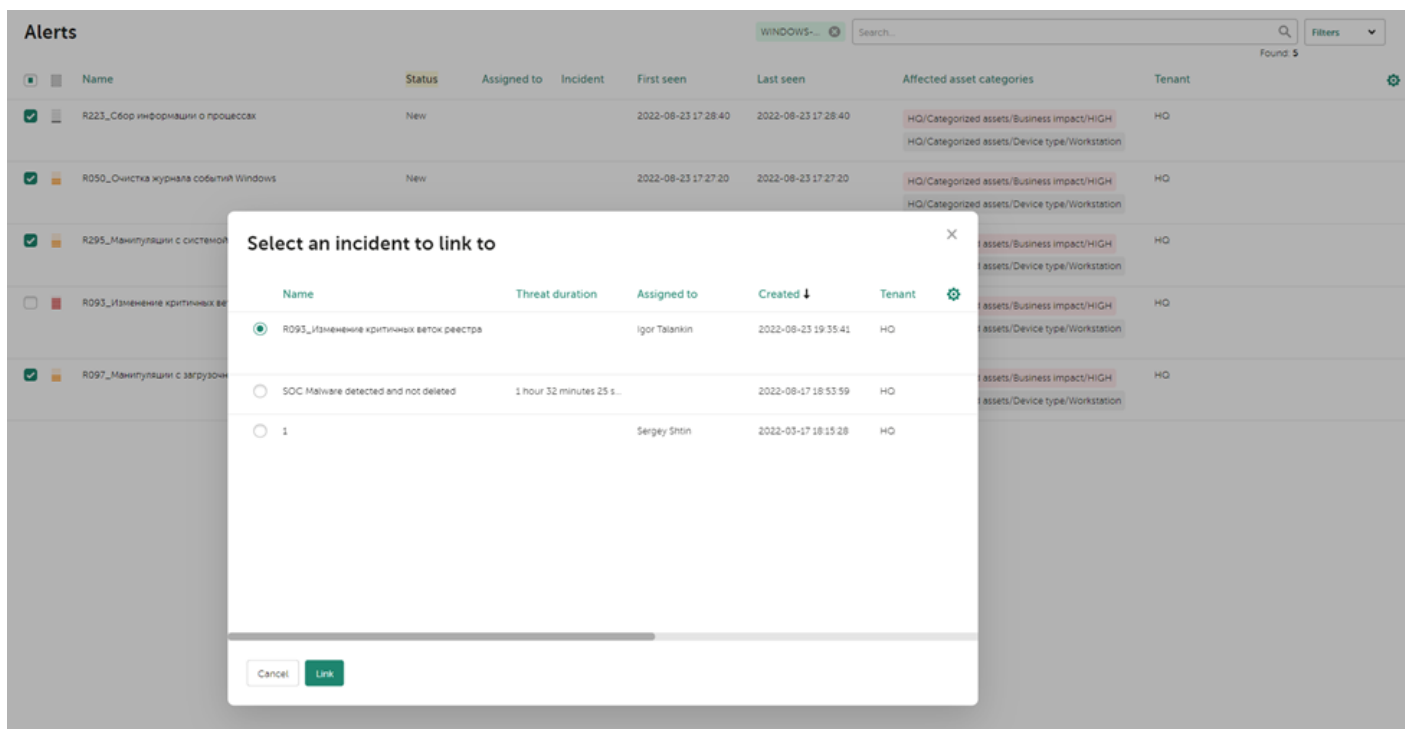 Alerts
WINDOWS-... Search... Filters
Found: 5
Name Status Assigned to Incident First seen Last seen Affected asset categories Tenant
R223_Сбор информации о процессах New 2022-08-23 17:28:40 2022-08-23 17:28:40 HQ/Categorized assets/Business impact/HIGH HQ
HQ/Categorized assets/Device type/Workstation
R050_Очистка журнала событий Windows New 2022-08-23 17:27:20 2022-08-23 17:27:20 HQ/Categorized assets/Business impact/HIGH HQ
HQ/Categorized assets/Device type/Workstation
R295_Манипуляции с системой assets/Business impact/HIGH HQ
assets/Device type/Workstation
R093_Изменение критичных ве assets/Business impact/HIGH HQ
assets/Device type/Workstation
R097_Манипуляции с загрузочн assets/Business impact/HIGH HQ
assets/Device type/Workstation
Select an incident to link to
Name Threat duration Assigned to Created Tenant
R093_Изменение критичных веток реестра Igor Talankin 2022-08-23 19:35:41 HQ
SOC Malware detected and not deleted 1 hour 32 minutes 25 s... 2022-08-17 18:53:59 HQ
1 Sergey Shtin 2022-03-17 18:15:28 HQ
Cancel Link